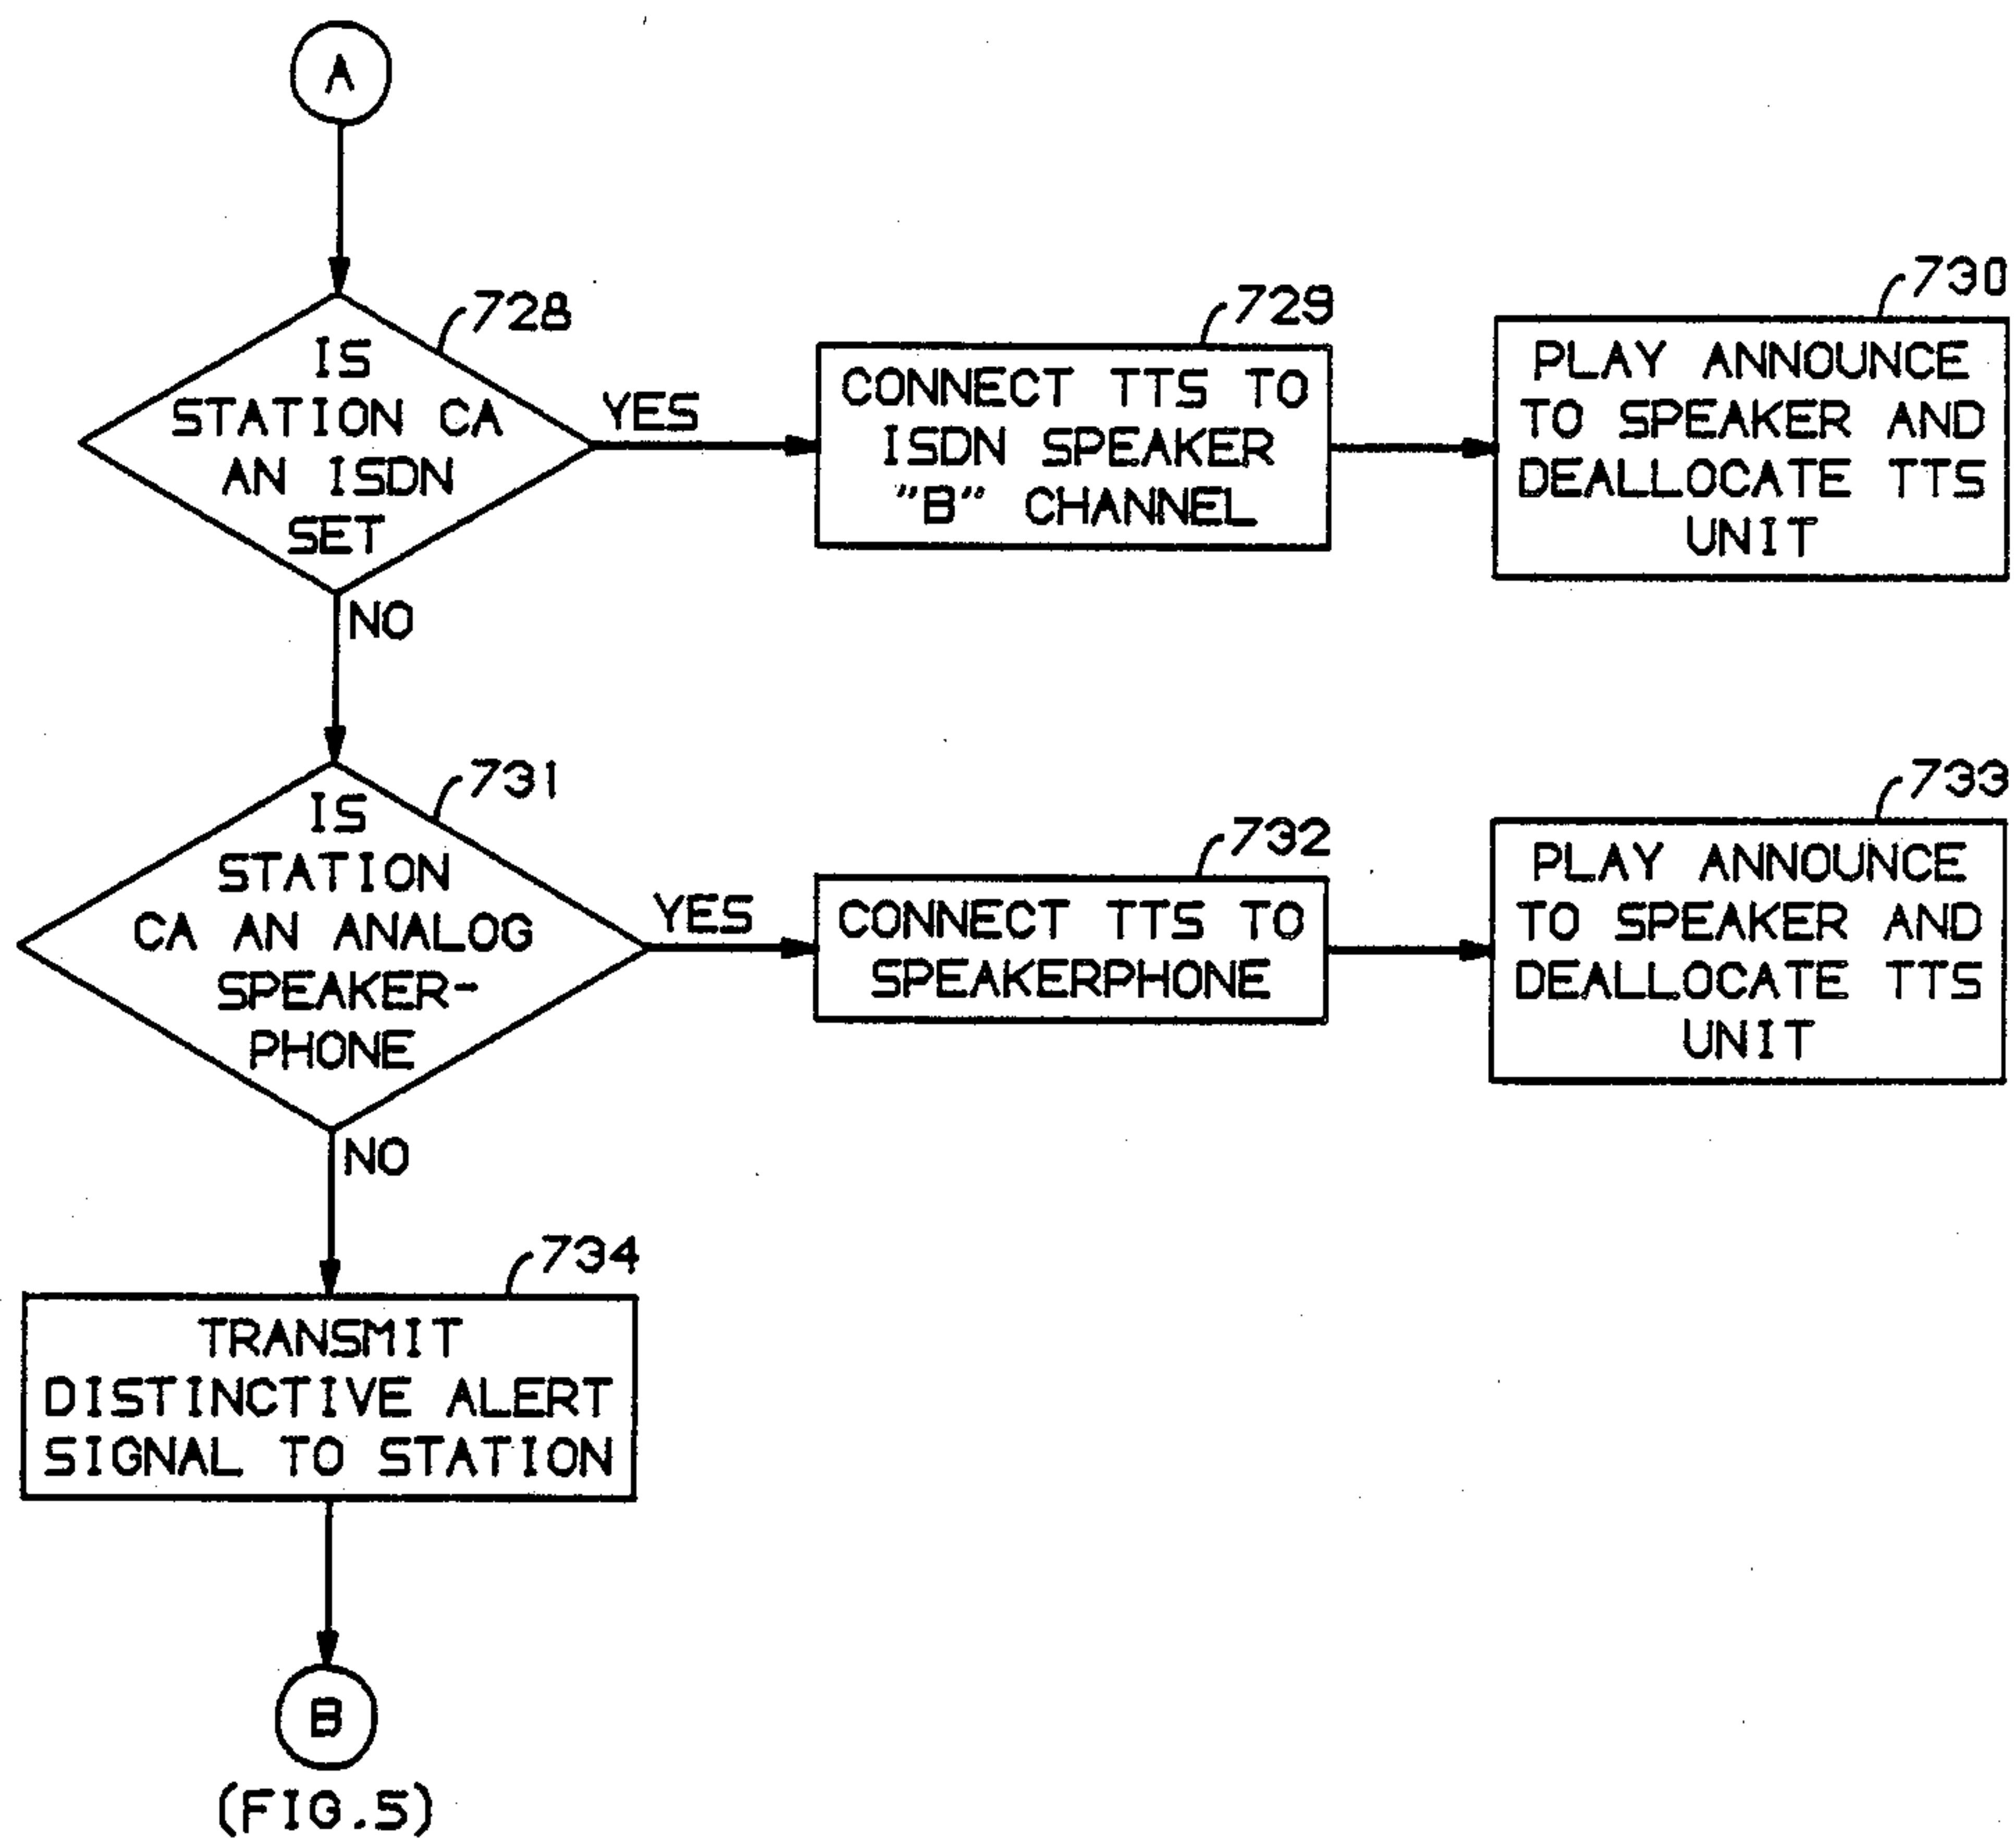 A
728
IS
STATION CA
AN ISDN
SET
YES
729
CONNECT TTS TO
ISDN SPEAKER
"B" CHANNEL
730
PLAY ANNOUNCE
TO SPEAKER AND
DEALLOCATE TTS
UNIT
NO
731
IS
STATION
CA AN ANALOG
SPEAKER-
PHONE
YES
732
CONNECT TTS TO
SPEAKERPHONE
733
PLAY ANNOUNCE
TO SPEAKER AND
DEALLOCATE TTS
UNIT
NO
734
TRANSMIT
DISTINCTIVE ALERT
SIGNAL TO STATION
B
(FIG.5)